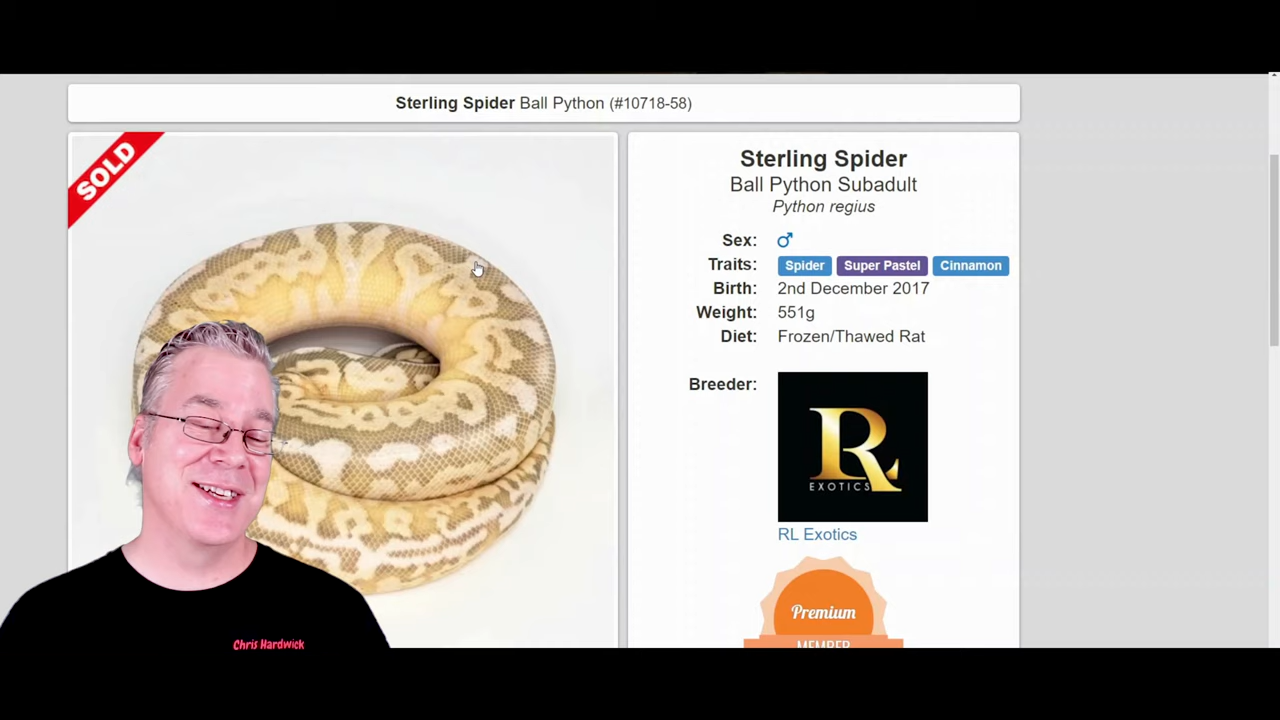 Sterling Spider Ball Python (#10718-58)
SOLD
Sterling Spider
Ball Python Subadult
Python regius
Sex: ♂
Traits: Spider Super Pastel Cinnamon
Birth: 2nd December 2017
Weight: 551g
Diet: Frozen/Thawed Rat
Breeder:
R
EXOTICS
RL Exotics
Premium
MEMBER
Chris Hardwick